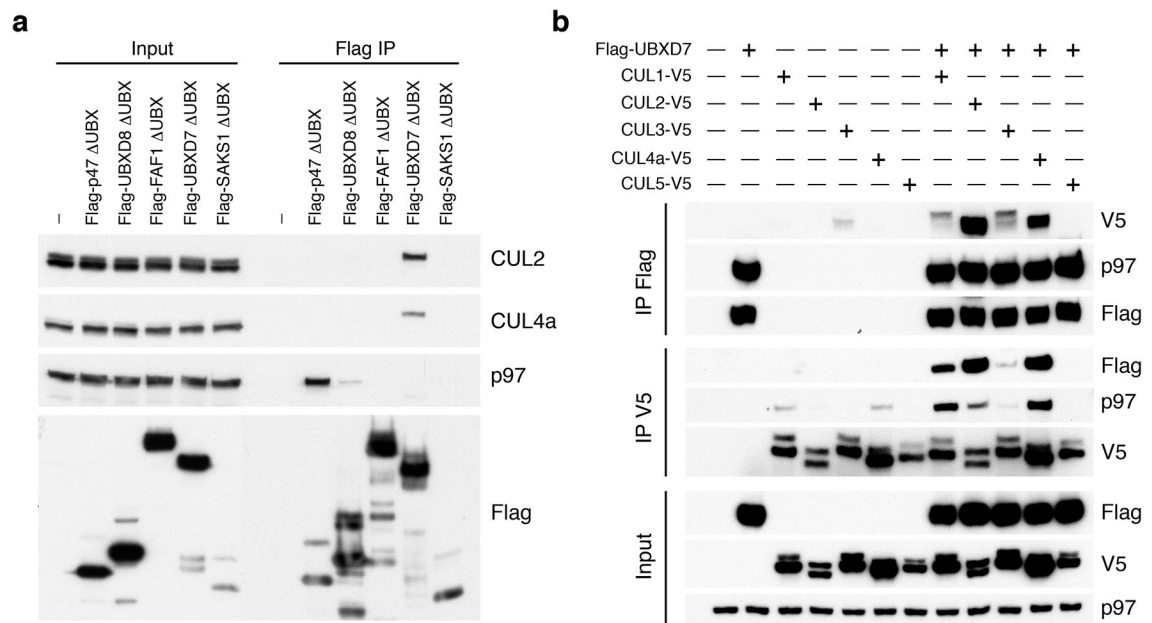 a
Input
Flag IP
–
Flag-p47 ΔUBX
Flag-UBXD8 ΔUBX
Flag-FAF1 ΔUBX
Flag-UBXD7 ΔUBX
Flag-SAKS1 ΔUBX
–
Flag-p47 ΔUBX
Flag-UBXD8 ΔUBX
Flag-FAF1 ΔUBX
Flag-UBXD7 ΔUBX
Flag-SAKS1 ΔUBX
CUL2
CUL4a
p97
Flag
b
Flag-UBXD7 — + — — — — — + + + + +
CUL1-V5 — — + — — — — + — — — —
CUL2-V5 — — — + — — — — + — — —
CUL3-V5 — — — — + — — — — + — —
CUL4a-V5 — — — — — + — — — — + —
CUL5-V5 — — — — — — + — — — — +
IP Flag
V5
p97
Flag
IP V5
Flag
p97
V5
Input
Flag
V5
p97